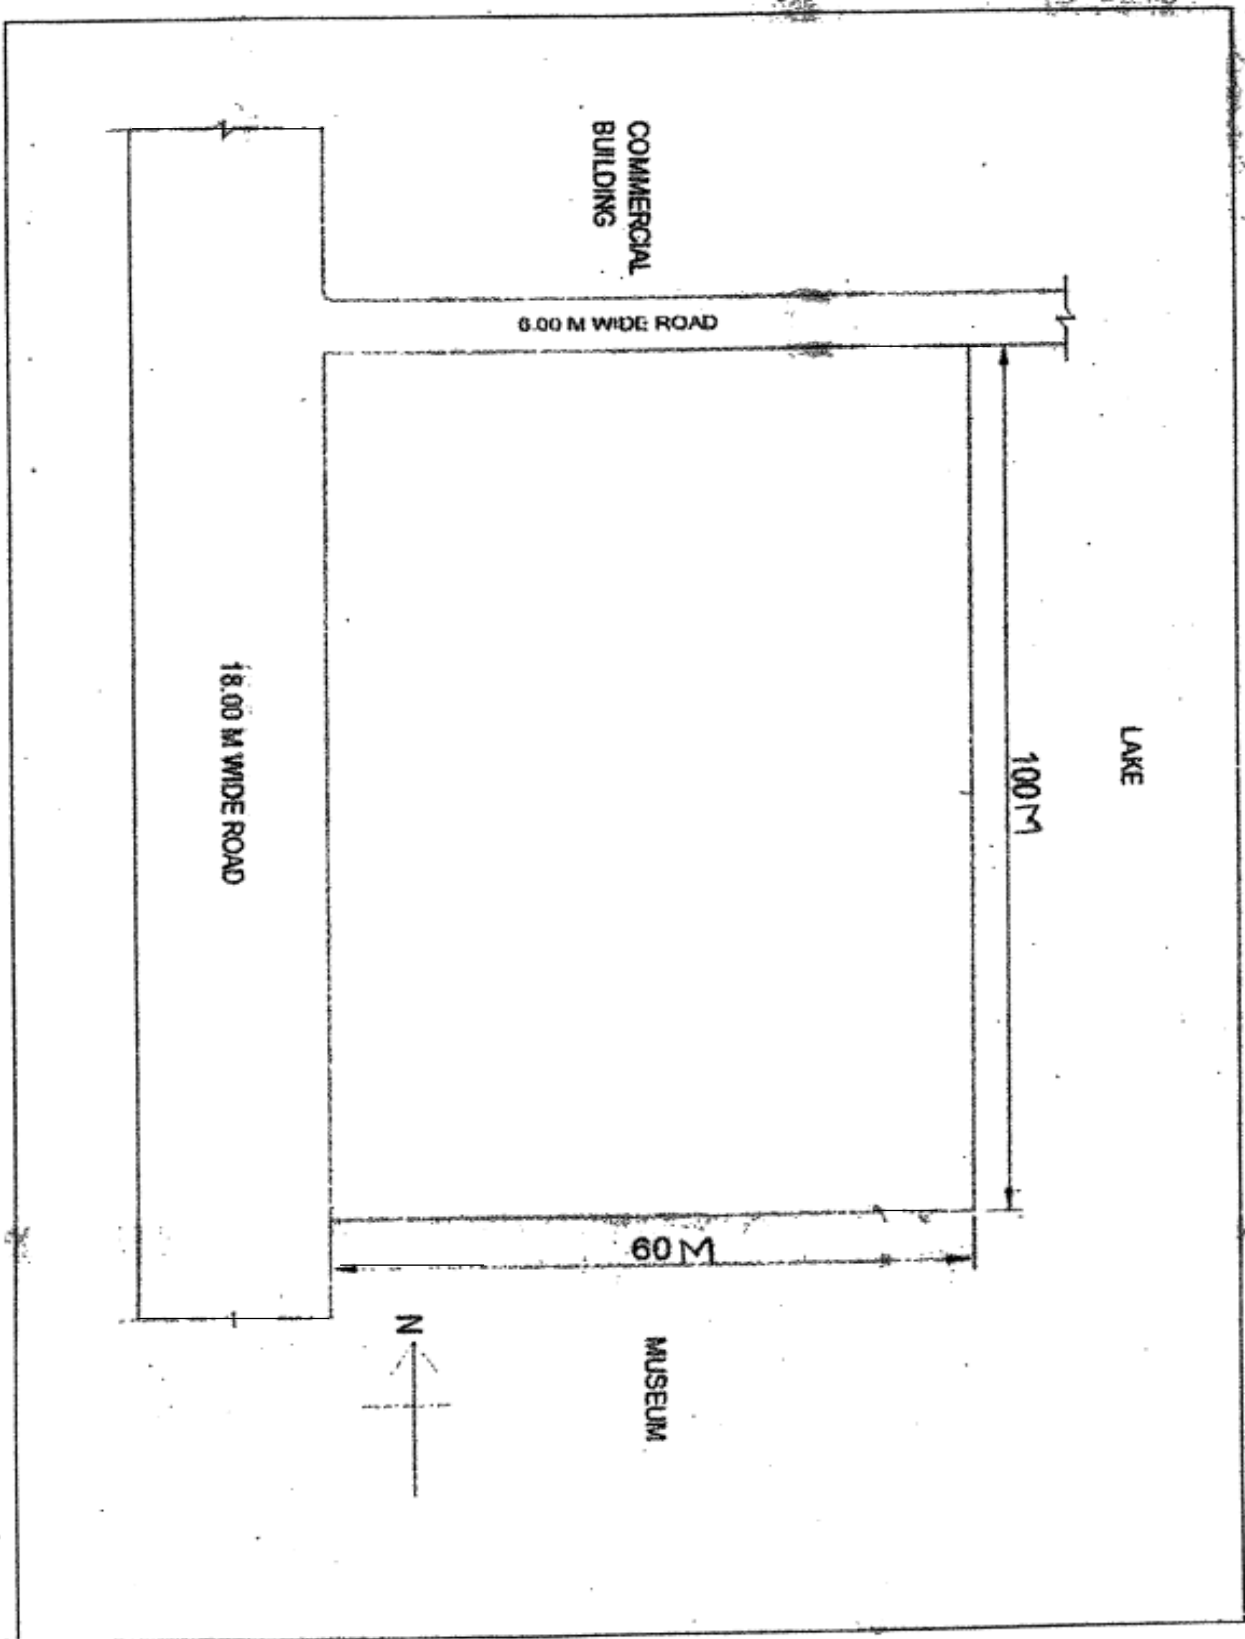 COMMERCIAL
BUILDING
6.00 M WIDE ROAD
LAKE
100 M
18.00 M WIDE ROAD
60 M
N
MUSEUM